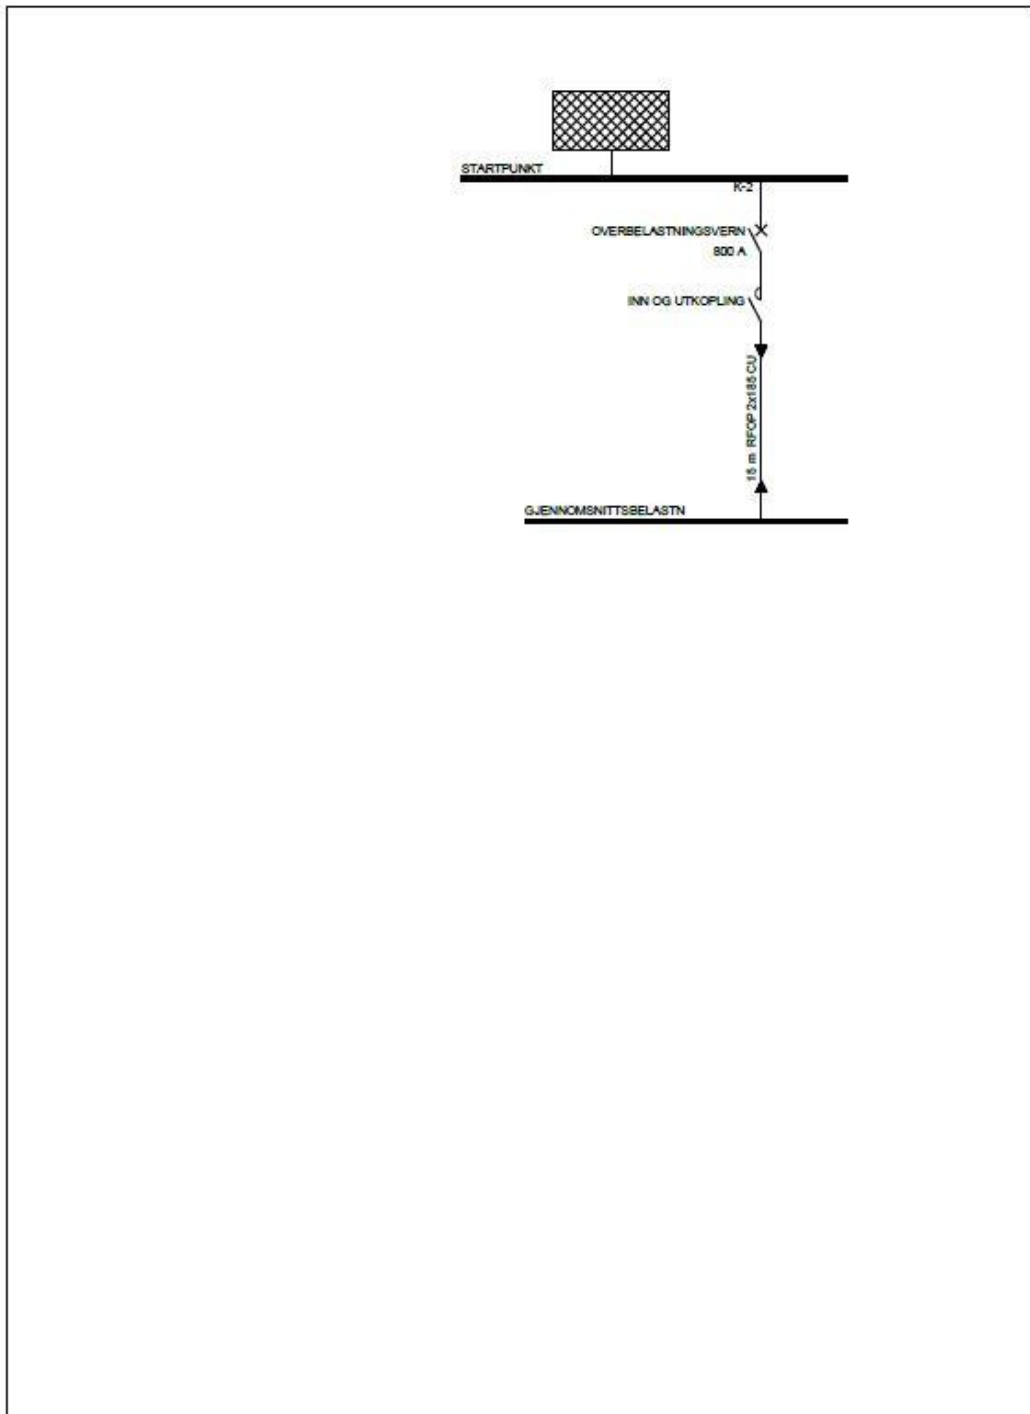 STARTPUNKT
K-2
OVERBELASTNINGSVERN
800 A
INN OG UTKOPLING
15 m RFOP 2x185 CU
GJENNOMSNITTSBELASTN